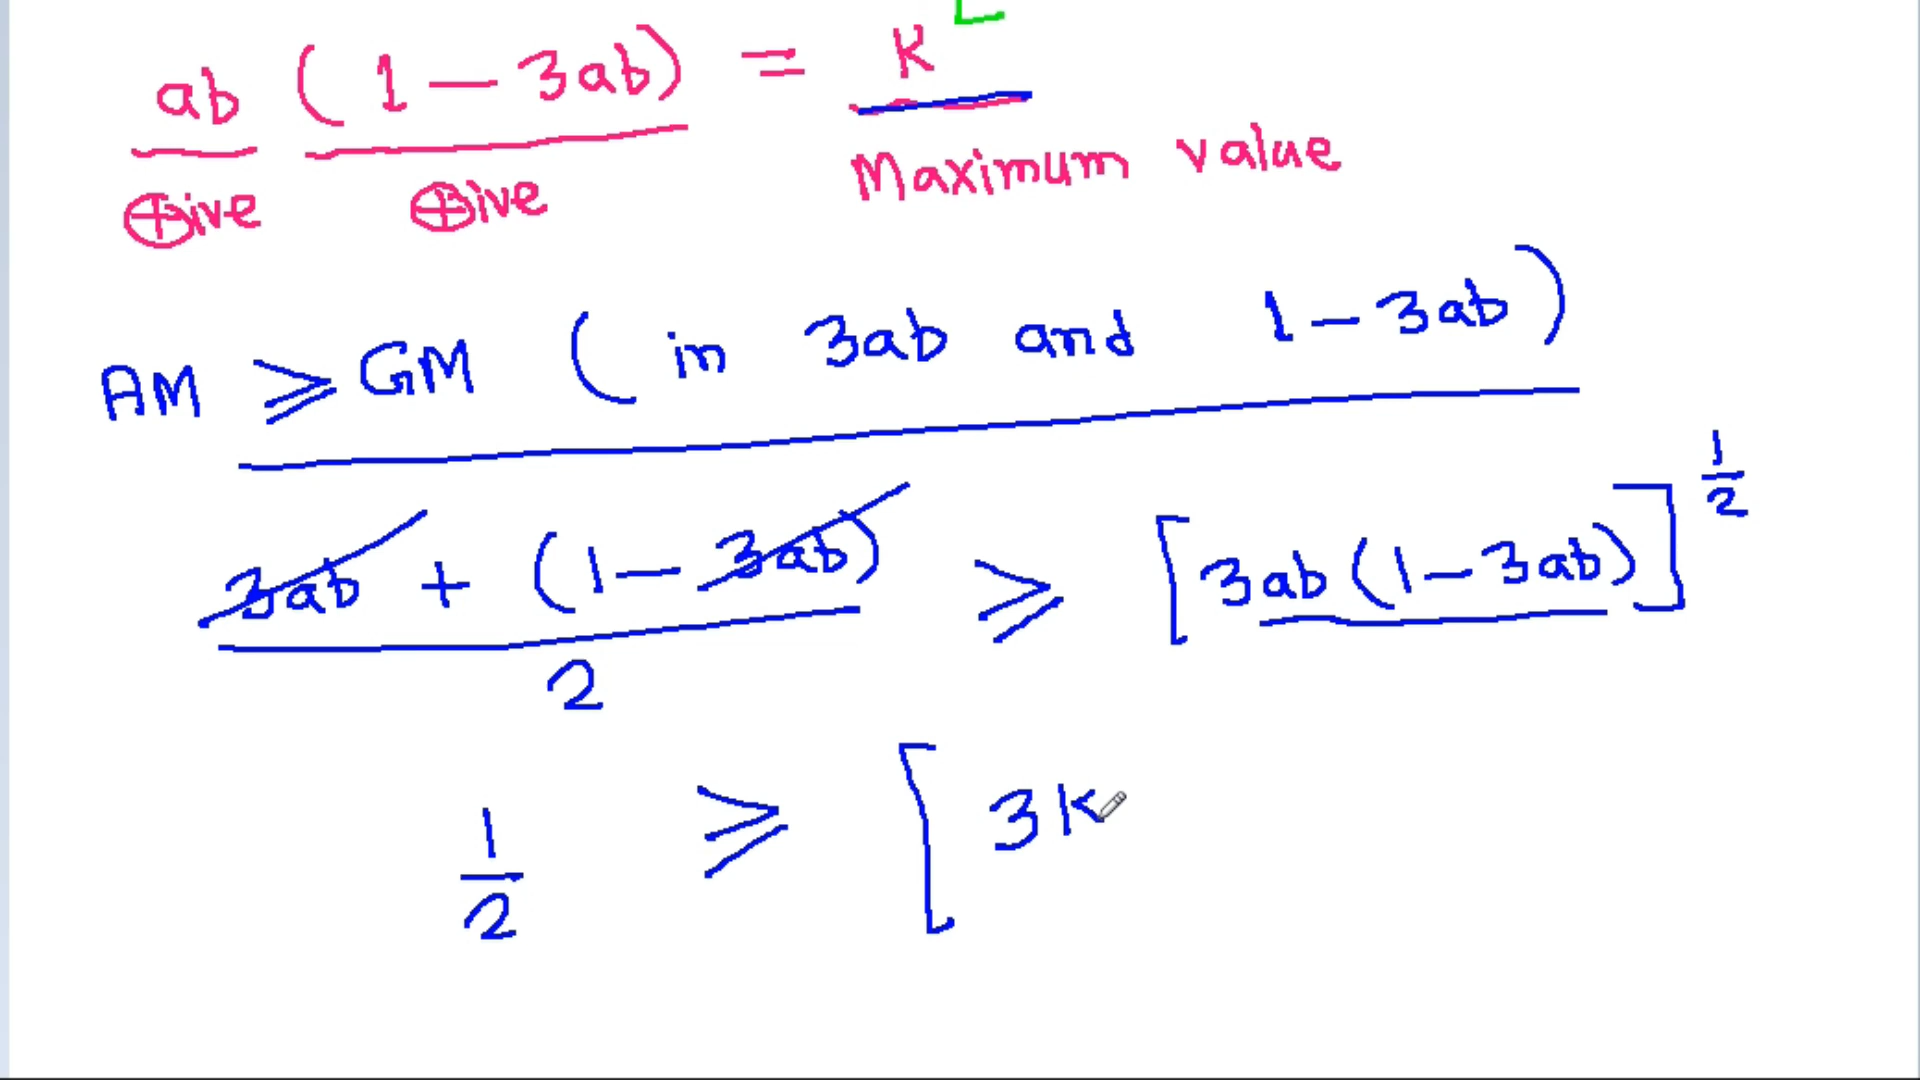 ab (1 - 3ab) = K
⊕ive ⊕ive Maximum value
AM ⩾ GM ( in 3ab and 1 - 3ab )
3ab + (1 - 3ab) / 2 ⩾ [3ab (1 - 3ab)]^1/2
1/2 ⩾ [ 3K